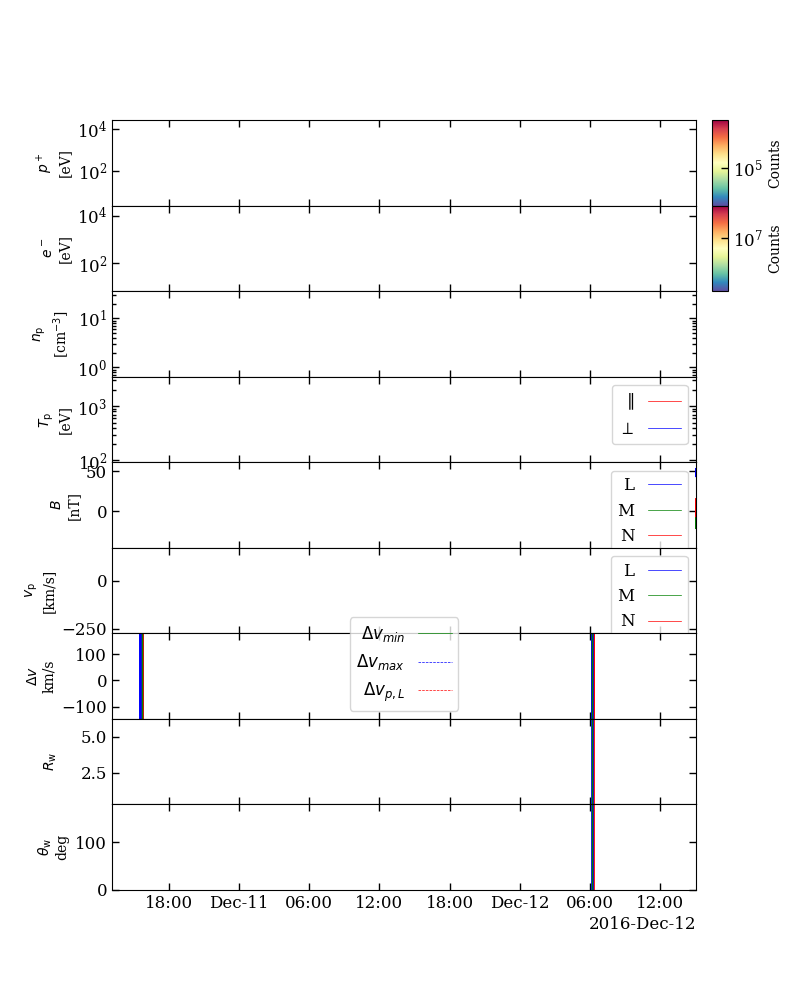 10⁴
10²
p⁺
[eV]
10⁵
Counts
10⁴
10²
e⁻
[eV]
10⁷
Counts
10¹
10⁰
nₚ
[cm⁻³]
10³
10²
Tₚ
[eV]
∥
⊥
50
0
B
[nT]
L
M
N
0
−250
vₚ
[km/s]
L
M
N
100
0
−100
Δv
km/s
Δv_min
Δv_max
Δv_p,L
5.0
2.5
R_w
100
0
θ_w
deg
18:00 Dec-11 06:00 12:00 18:00 Dec-12 06:00 12:00
2016-Dec-12